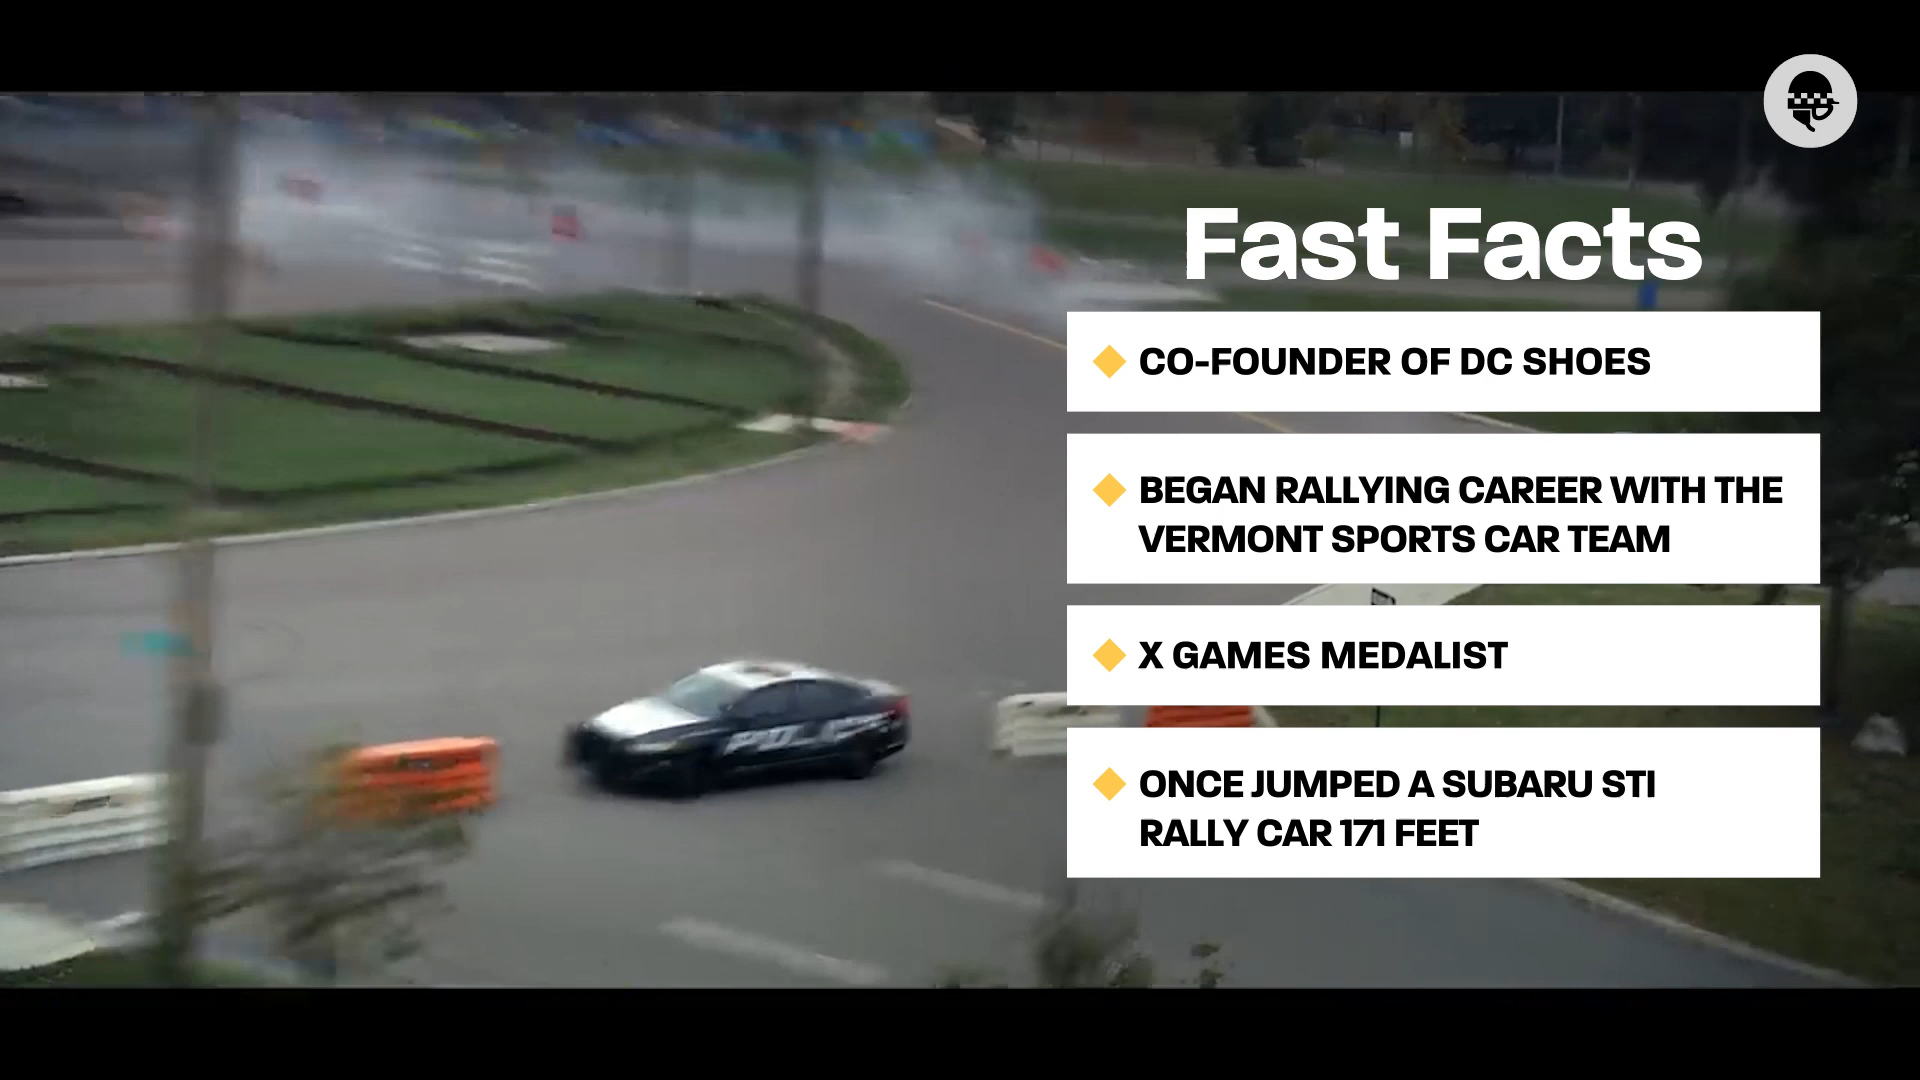 Fast Facts
CO-FOUNDER OF DC SHOES
BEGAN RALLYING CAREER WITH THE
VERMONT SPORTS CAR TEAM
X GAMES MEDALIST
ONCE JUMPED A SUBARU STI
RALLY CAR 171 FEET
POLICE